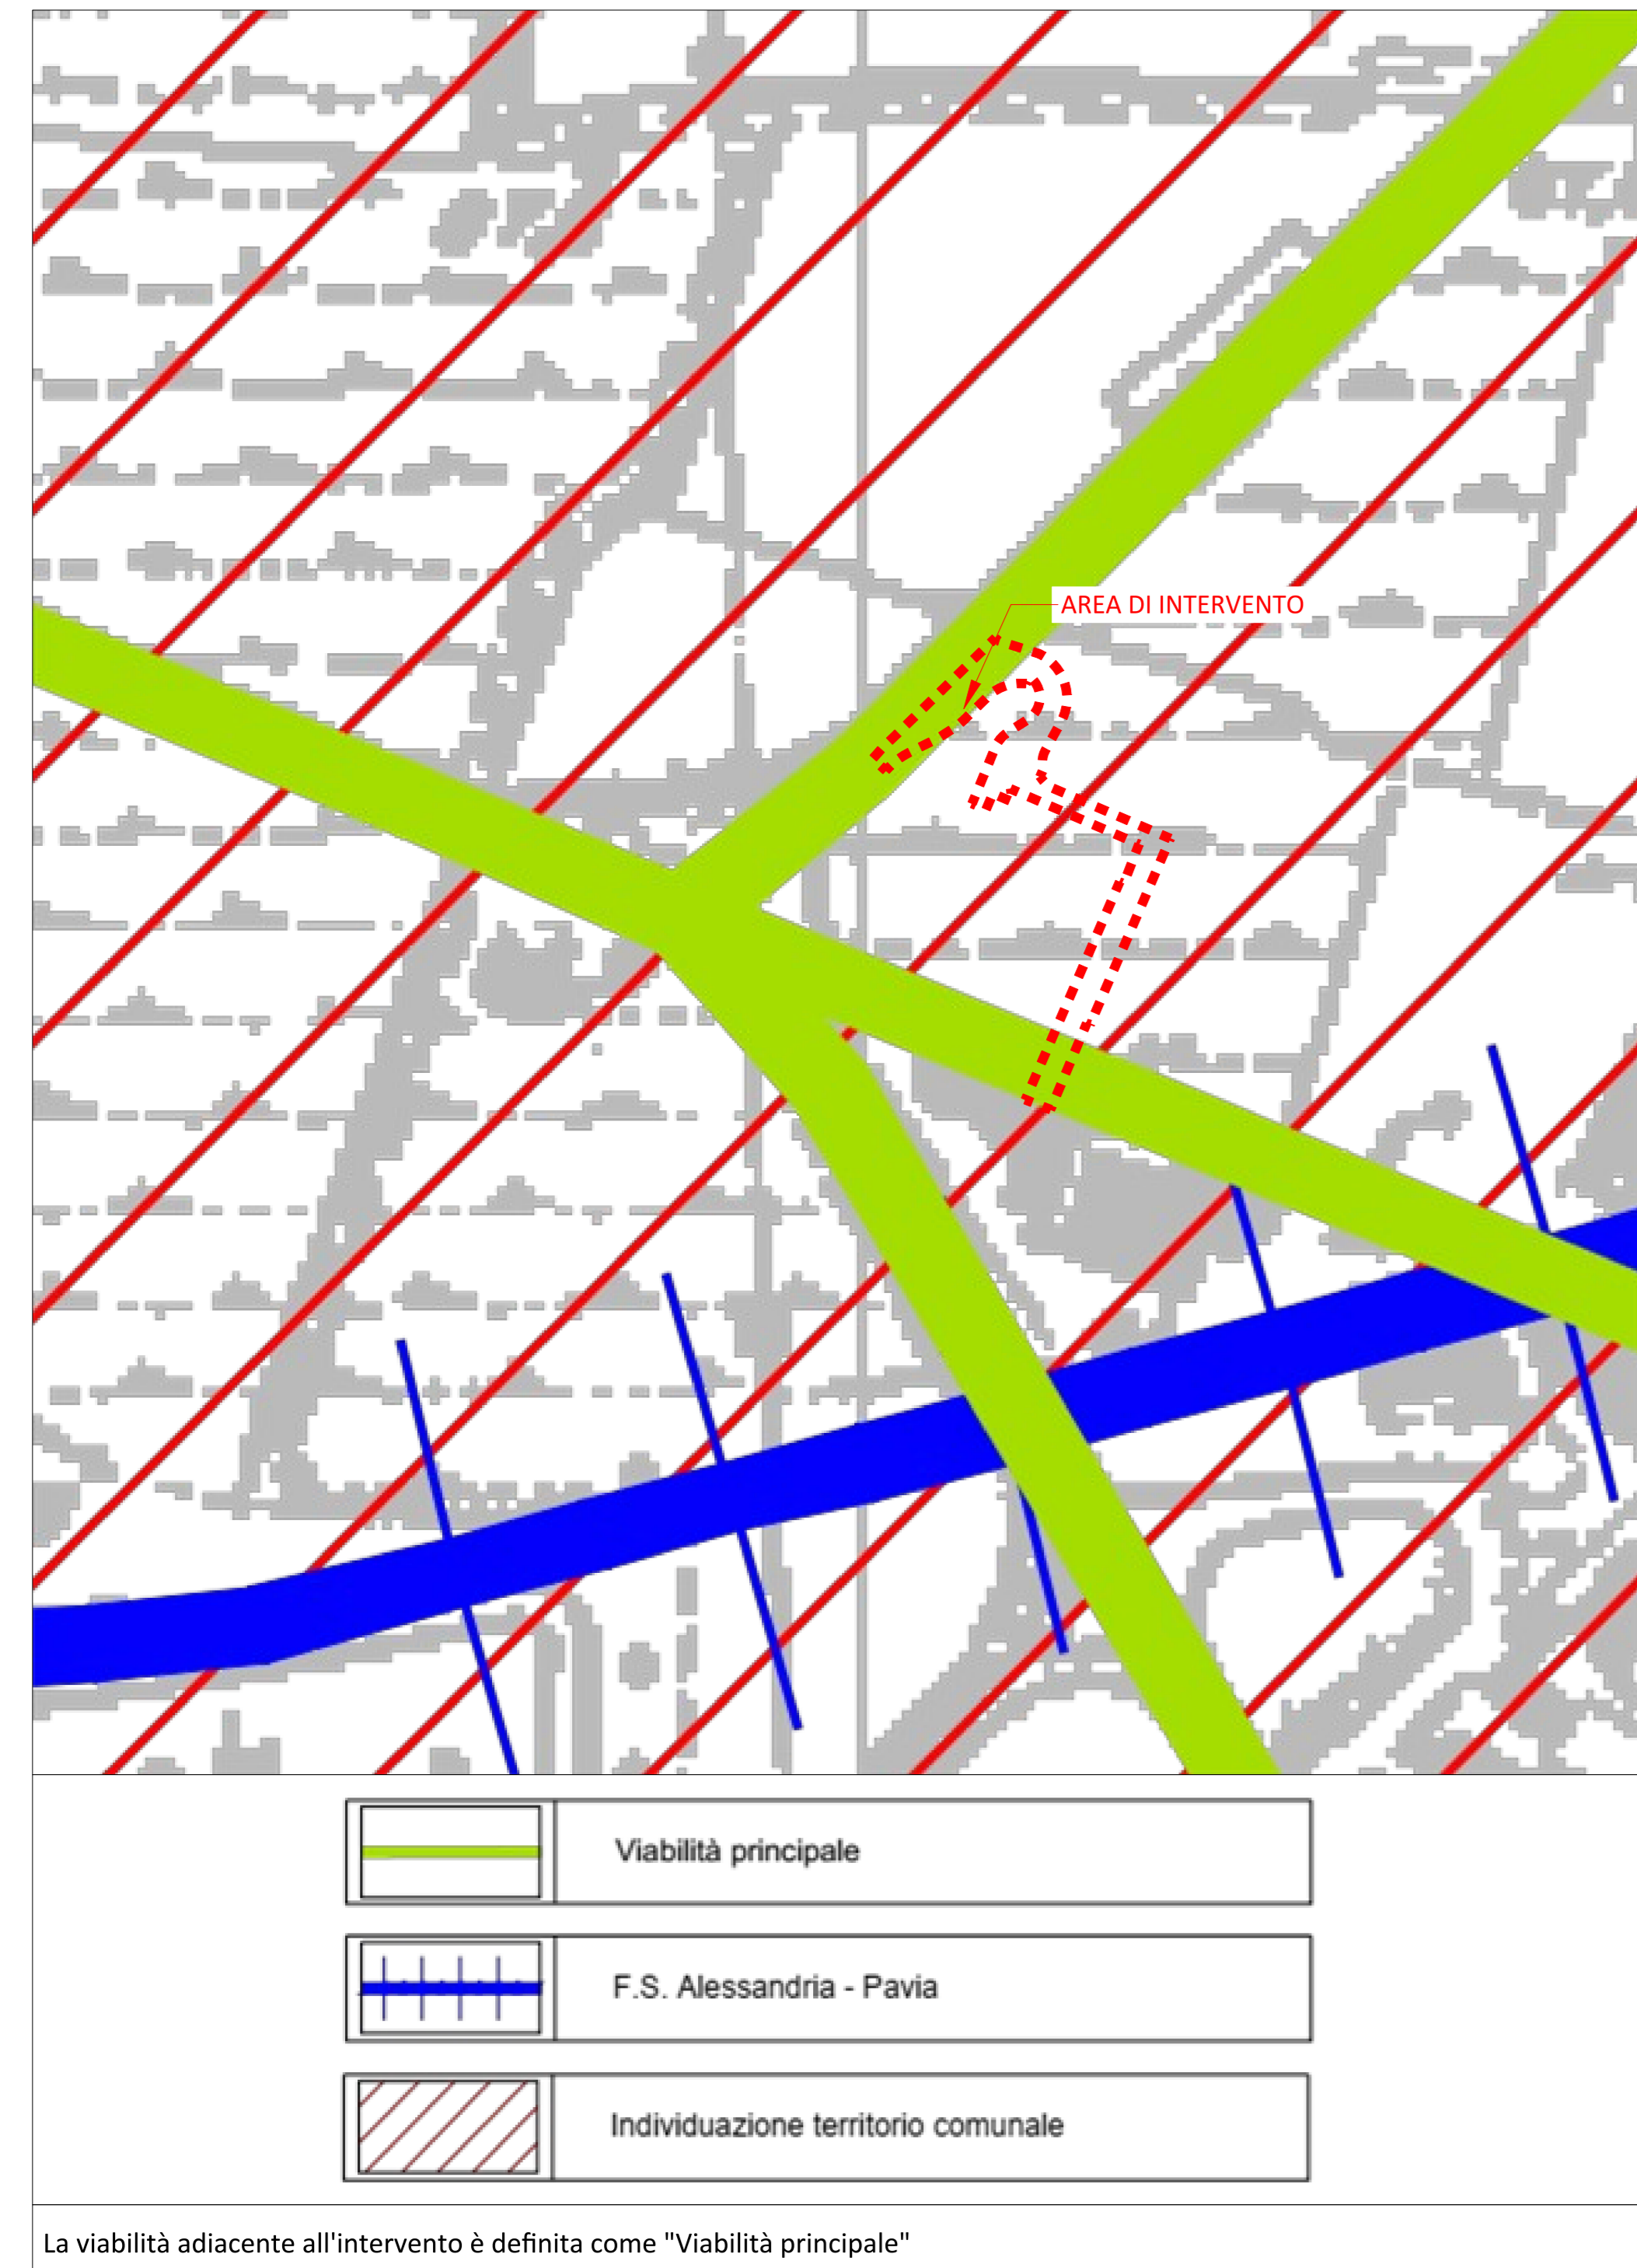 AREA DI INTERVENTO
Viabilità principale
F.S. Alessandria - Pavia
Individuazione territorio comunale
La viabilità adiacente all'intervento è definita come "Viabilità principale"